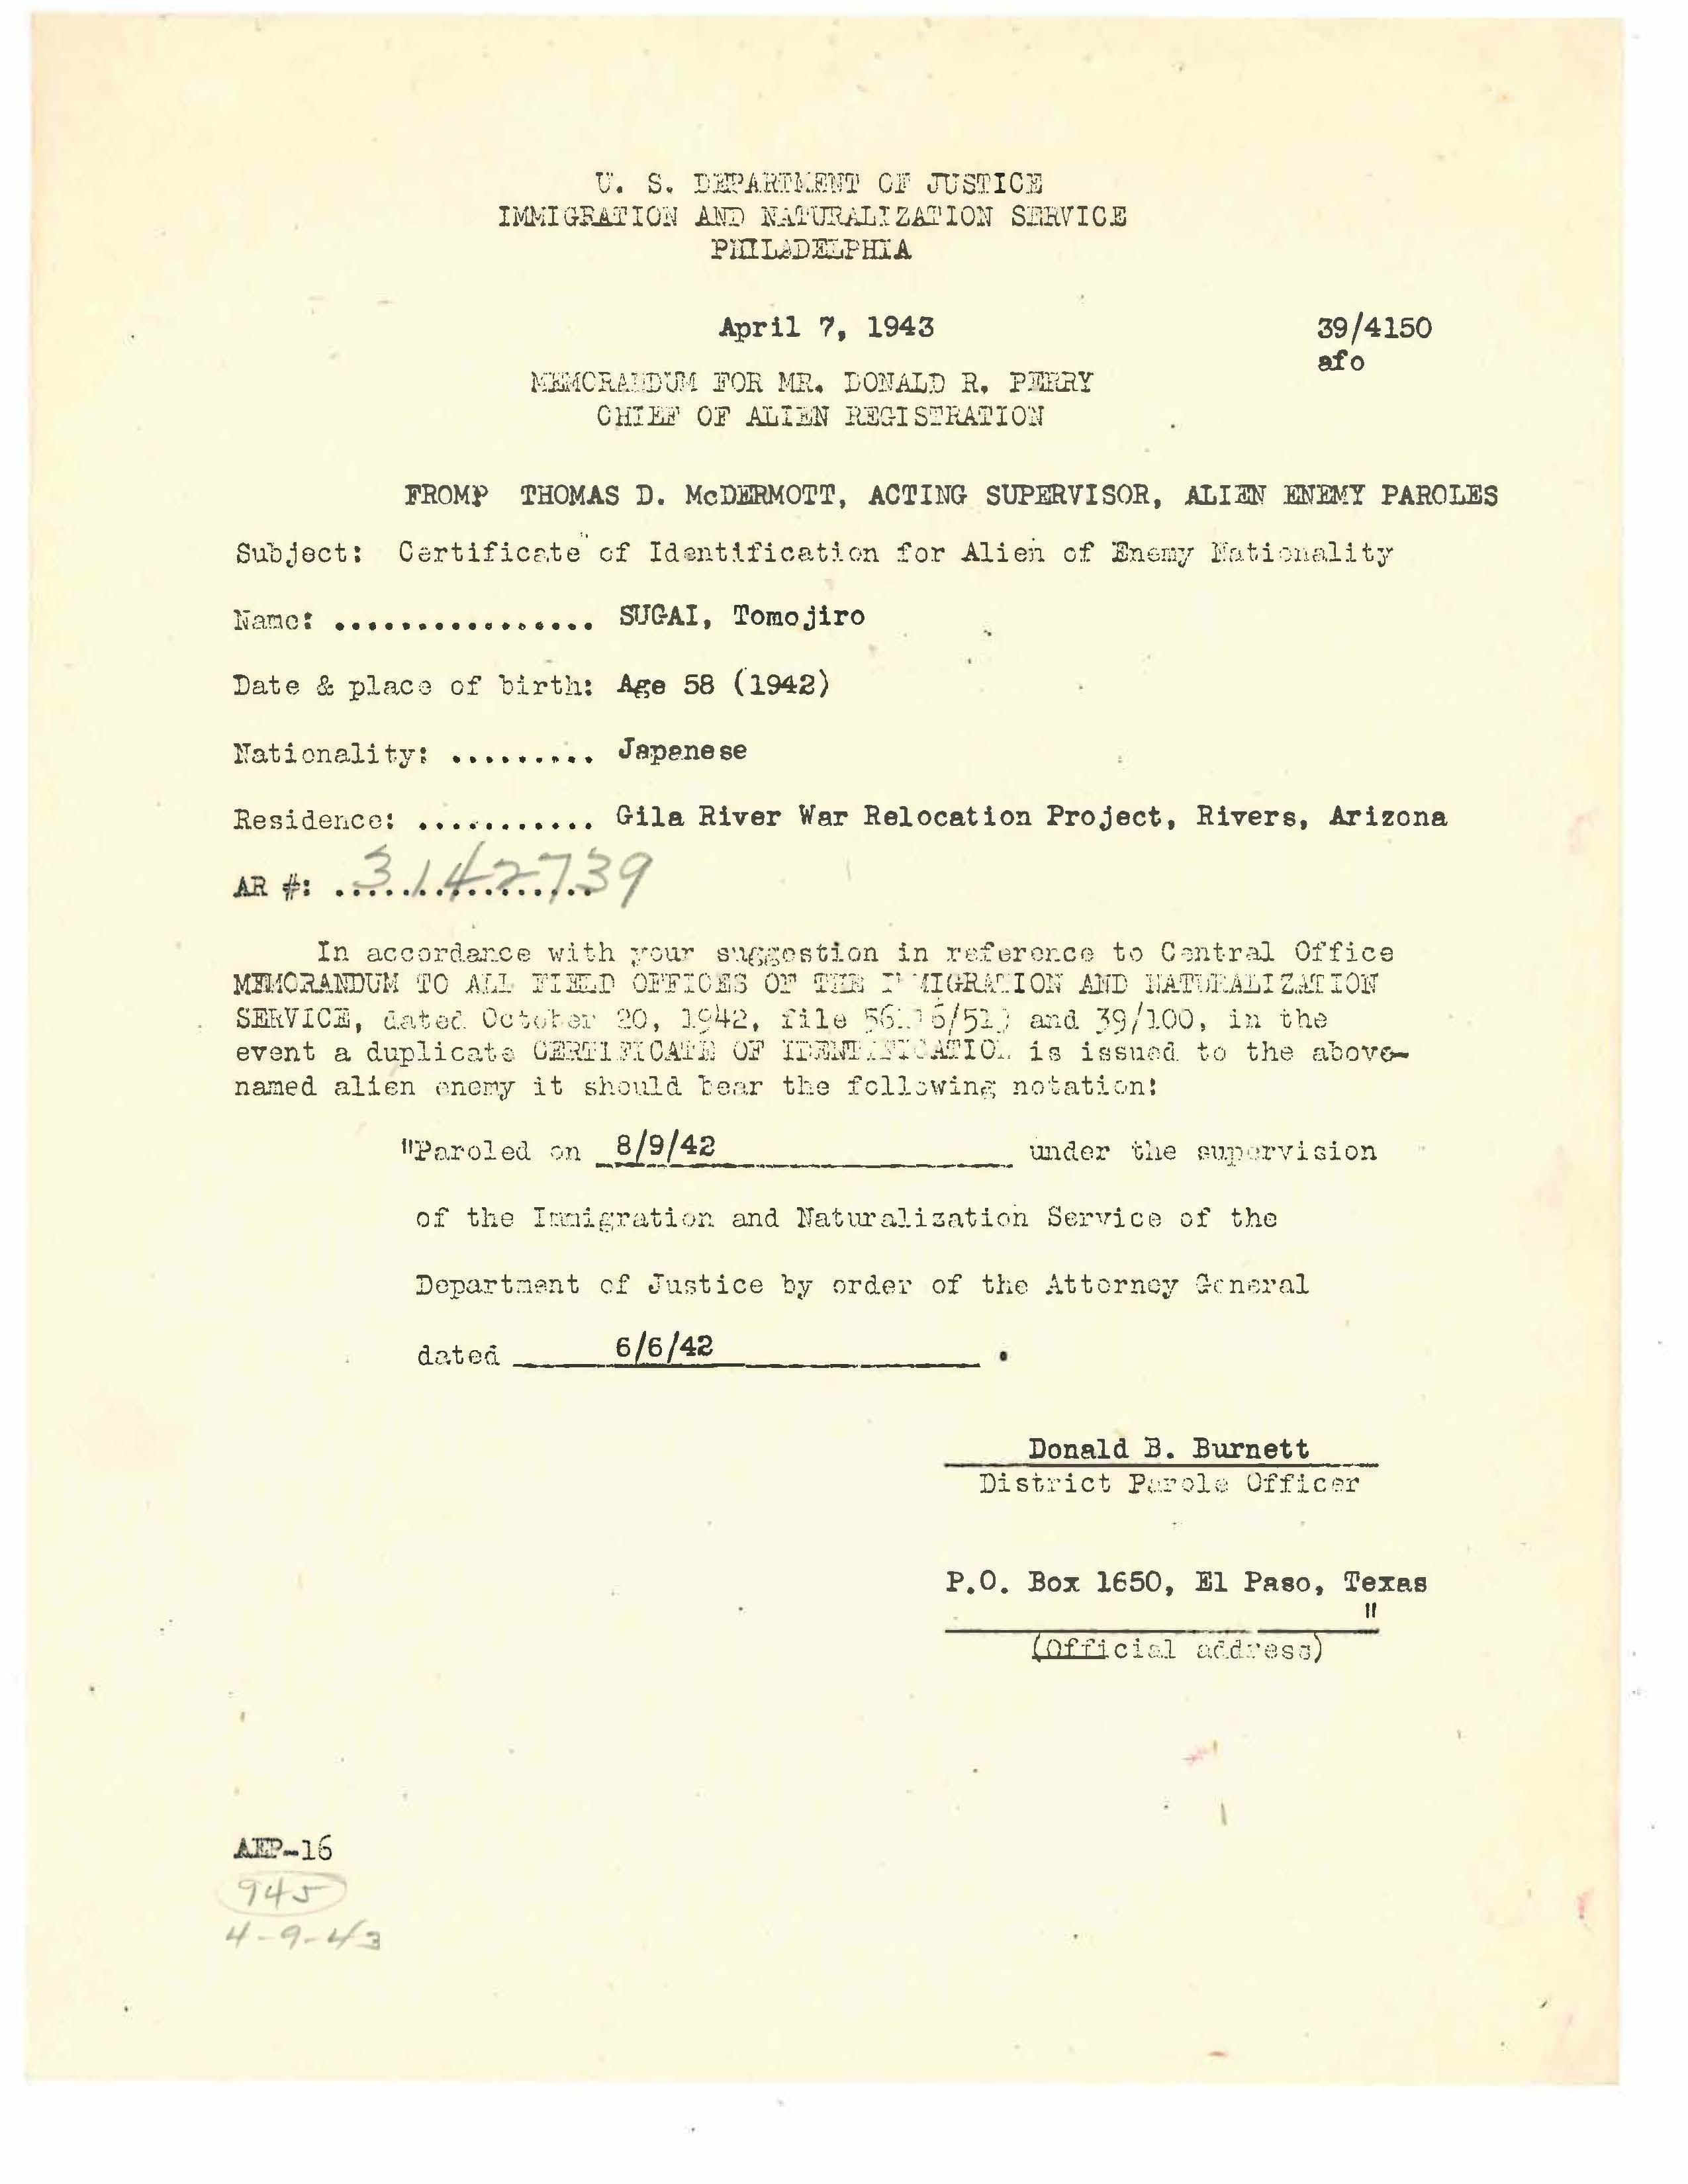 U. S. DEPARTMENT OF JUSTICE
IMMIGRATION AND NATURALIZATION SERVICE
PHILADELPHIA
April 7, 1943
39/4150
afo
MEMORANDUM FOR MR. DONALD R. PERRY
CHIEF OF ALIEN REGISTRATION
FROM: THOMAS D. McDERMOTT, ACTING SUPERVISOR, ALIEN ENEMY PAROLES
Subject: Certificate of Identification for Alien of Enemy Nationality
Name: ................ SUGAI, Tomojiro
Date & place of birth: Age 58 (1942)
Nationality: ......... Japanese
Residence: ........... Gila River War Relocation Project, Rivers, Arizona
AR #: ................ 3142739
In accordance with your suggestion in reference to Central Office
MEMORANDUM TO ALL FIELD OFFICES OF THE IMMIGRATION AND NATURALIZATION
SERVICE, dated October 20, 1942, file and 39/100, in the
event a duplicate CERTIFICATE OF IDENTIFICATION is issued to the above-
named alien enemy it should bear the following notation:
"Paroled on 8/9/42 under the supervision
of the Immigration and Naturalization Service of the
Department of Justice by order of the Attorney General
dated 6/6/42 .
Donald B. Burnett
District Parole Officer
P.O. Box 1650, El Paso, Texas
"
(Official address)
AEP-16
945
4-9-43